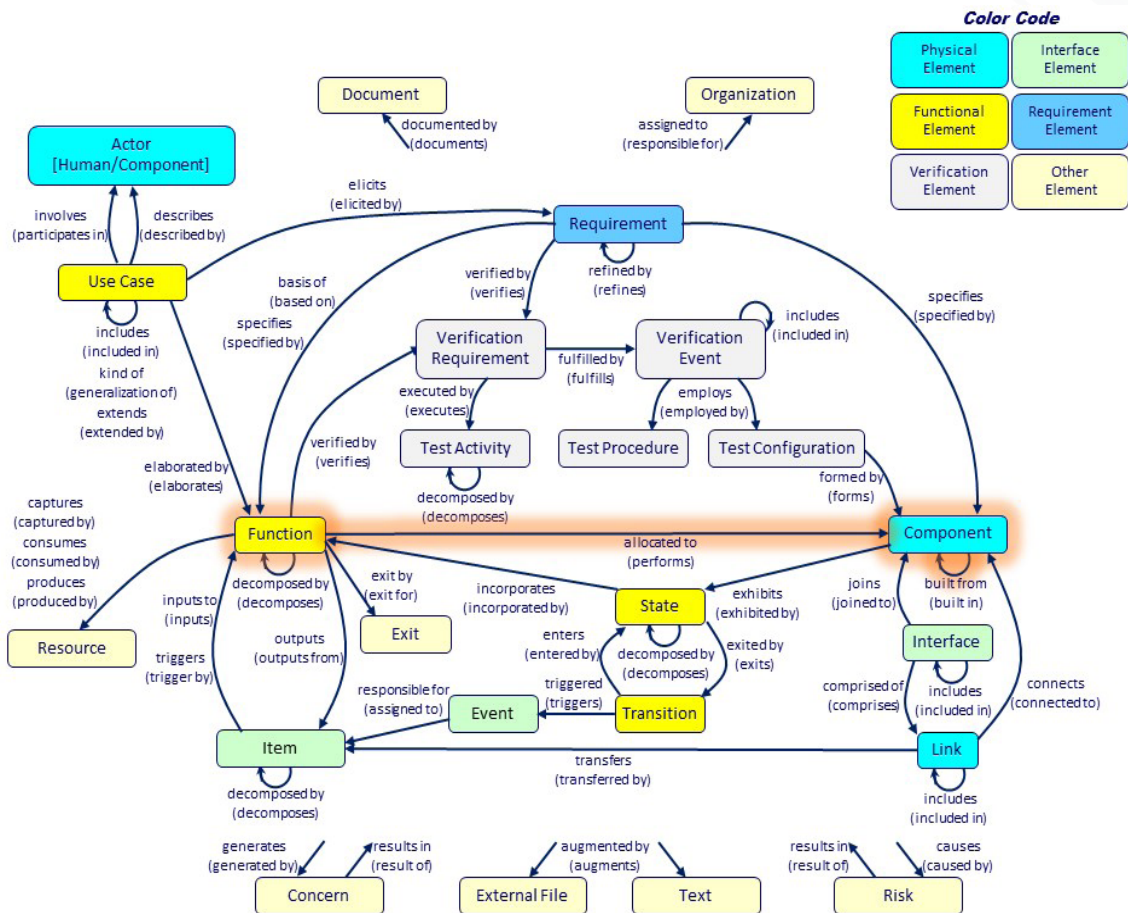 Color Code
Physical
Element
Interface
Element
Functional
Element
Requirement
Element
Verification
Element
Other
Element
Document
documented by
(documents)
Organization
assigned to
(responsible for)
Actor
[Human/Component]
involves
(participates in)
describes
(described by)
elicits
(elicited by)
Use Case
includes
(included in)
kind of
(generalization of)
extends
(extended by)
elaborated by
(elaborates)
Requirement
refined by
(refines)
basis of
(based on)
specifies
(specified by)
verified by
(verifies)
specifies
(specified by)
Verification
Requirement
fulfilled by
(fulfills)
Verification
Event
includes
(included in)
executed by
(executes)
employs
(employed by)
verified by
(verifies)
Test Activity
decomposed by
(decomposes)
Test Procedure
Test Configuration
formed by
(forms)
captures
(captured by)
consumes
(consumed by)
produces
(produced by)
Function
decomposed by
(decomposes)
allocated to
(performs)
Component
built from
(built in)
exit by
(exit for)
Exit
Resource
inputs to
(inputs)
triggers
(trigger by)
outputs
(outputs from)
incorporates
(incorporated by)
State
decomposed by
(decomposes)
exhibits
(exhibited by)
enters
(entered by)
exited by
(exits)
joins
(joined to)
Interface
includes
(included in)
comprised of
(comprises)
connects
(connected to)
responsible for
(assigned to)
Event
triggered
(triggers)
Transition
Item
decomposed by
(decomposes)
transfers
(transferred by)
Link
includes
(included in)
generates
(generated by)
results in
(result of)
Concern
augmented by
(augments)
External File
Text
results in
(result of)
causes
(caused by)
Risk